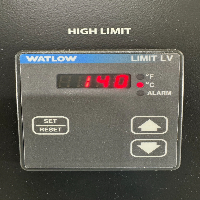 HIGH LIMIT
WATLOW LIMIT LV
140 °F
°C
ALARM
SET
RESET